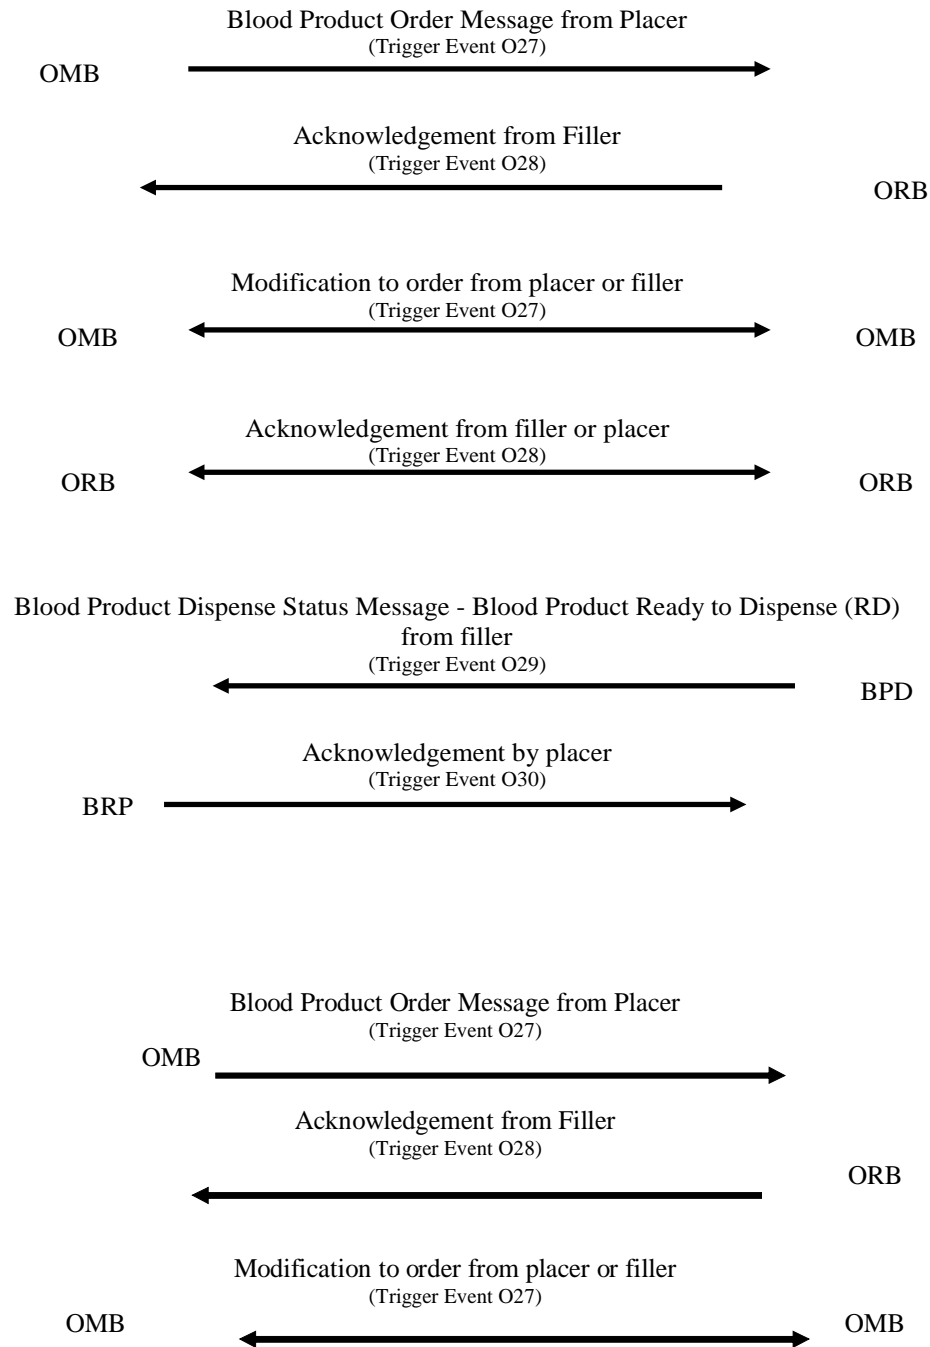 Blood Product Order Message from Placer
(Trigger Event O27)
OMB
Acknowledgement from Filler
(Trigger Event O28)
ORB
Modification to order from placer or filler
(Trigger Event O27)
OMB OMB
Acknowledgement from filler or placer
(Trigger Event O28)
ORB ORB
Blood Product Dispense Status Message - Blood Product Ready to Dispense (RD)
from filler
(Trigger Event O29)
BPD
Acknowledgement by placer
(Trigger Event O30)
BRP
Blood Product Order Message from Placer
(Trigger Event O27)
OMB
Acknowledgement from Filler
(Trigger Event O28)
ORB
Modification to order from placer or filler
(Trigger Event O27)
OMB OMB